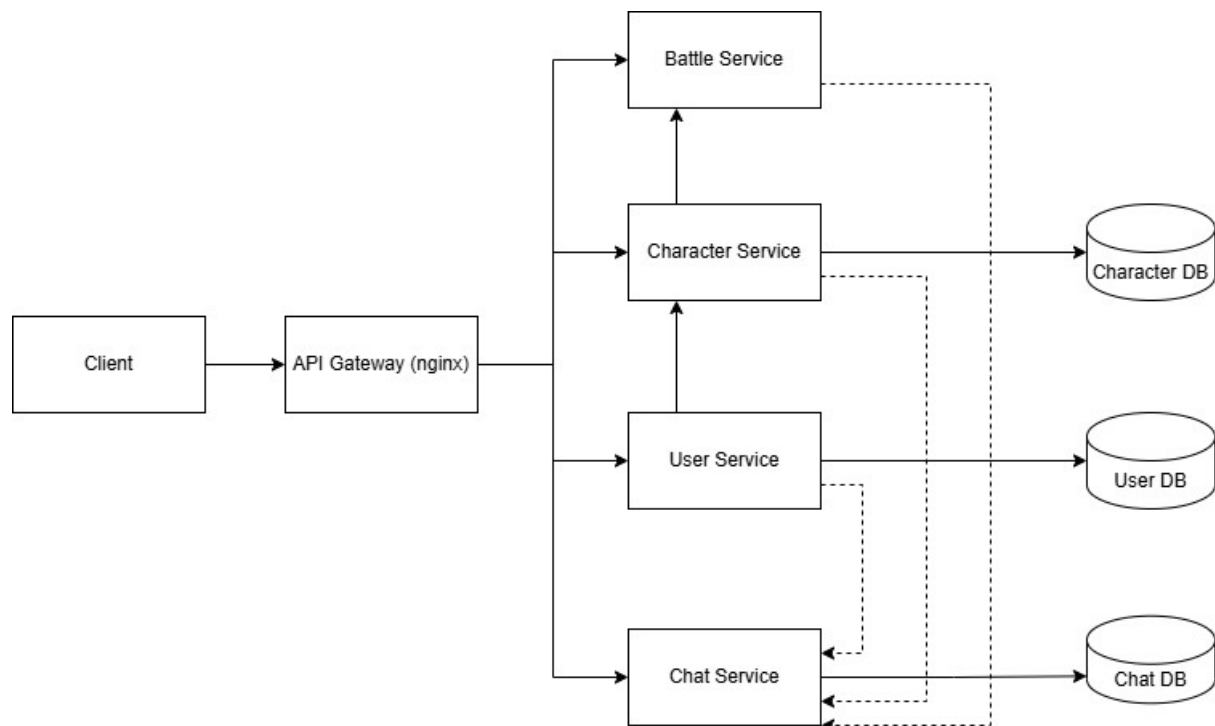 Battle Service
Character Service
Character DB
Client
API Gateway (nginx)
User Service
User DB
Chat Service
Chat DB